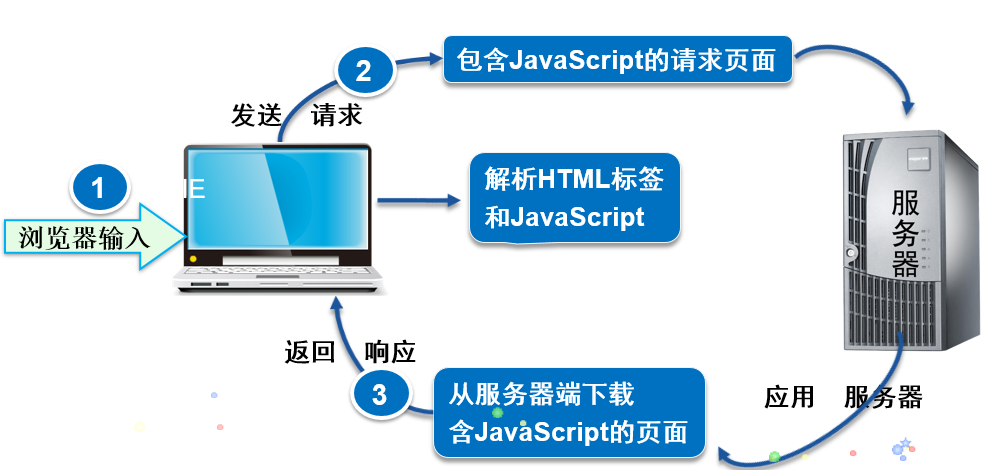 2
包含JavaScript的请求页面
发送 请求
1
IE
浏览器输入
解析HTML标签
和JavaScript
服
务
器
返回 响应
3
从服务器端下载
含JavaScript的页面
应用 服务器